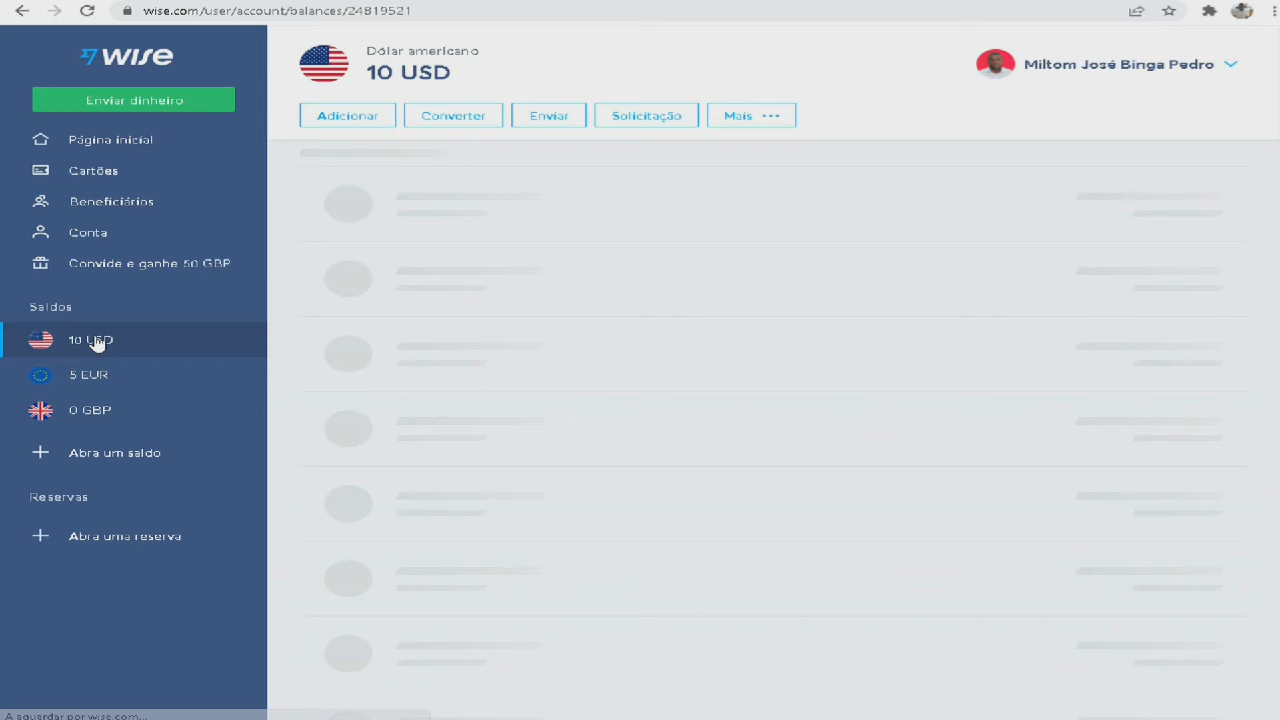 wise.com/user/account/balances/24819521
WISE
Enviar dinheiro
Página inicial
Cartões
Beneficiários
Conta
Convide e ganhe 50 GBP
Saldos
10 USD
5 EUR
0 GBP
Abra um saldo
Reservas
Abra uma reserva
Dólar americano
10 USD
Miltom José Binga Pedro
Adicionar
Converter
Enviar
Solicitação
Mais
A aguardar por wise.com...